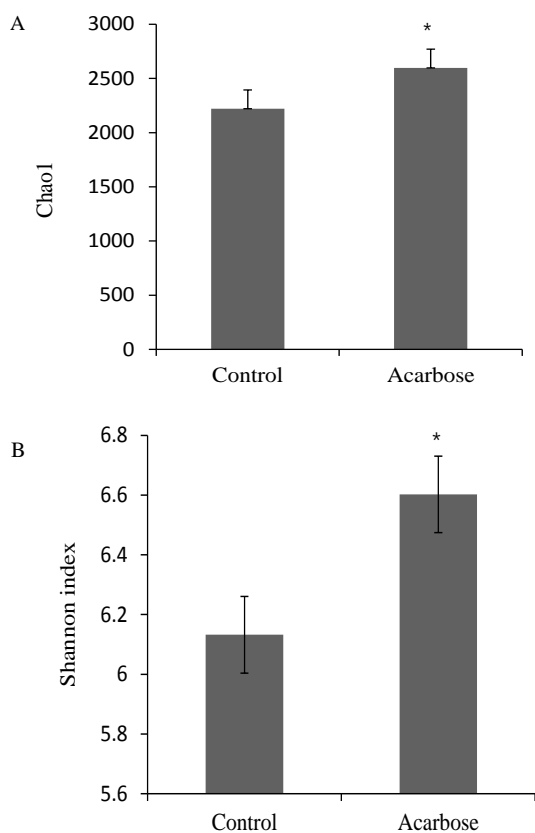 A
3000
*
2500
2000
1500
1000
500
0
Chao1
Control Acarbose
B
6.8
*
6.6
6.4
6.2
6
5.8
5.6
Shannon index
Control Acarbose